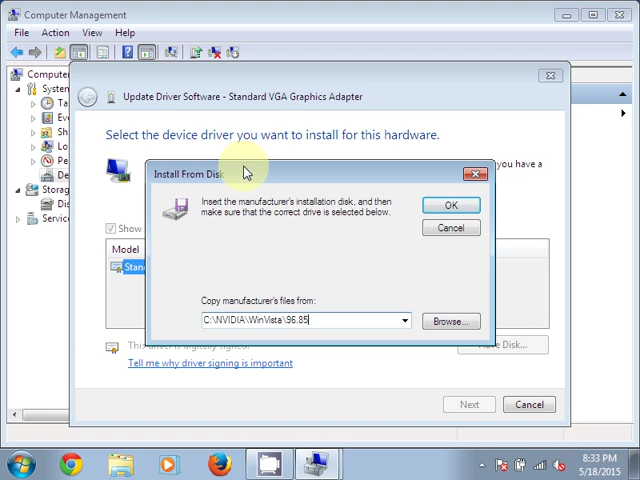 Computer Management
File Action View Help
Computer
System
Update Driver Software - Standard VGA Graphics Adapter
Select the device driver you want to install for this hardware.
you have a
Install From Disk
Insert the manufacturer's installation disk, and then
make sure that the correct drive is selected below.
OK
Cancel
Copy manufacturer's files from:
C:\NVIDIA\WinVista\96.85
Browse...
Show
Model
Stan
This driver is digitally signed.
Have Disk...
Tell me why driver signing is important
Next
Cancel
Storag
Dis
Service
8:33 PM
5/18/2015